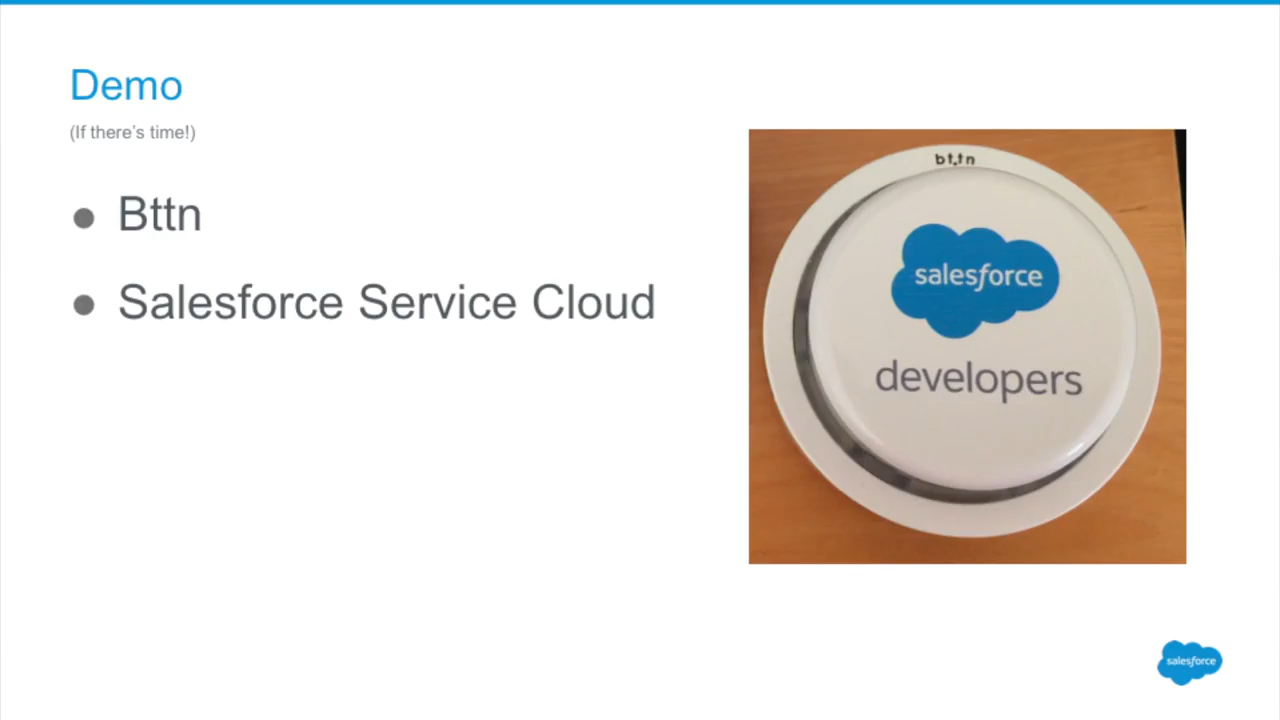 Demo
(If there's time!)
● Bttn
● Salesforce Service Cloud
bt.tn
salesforce
developers
salesforce